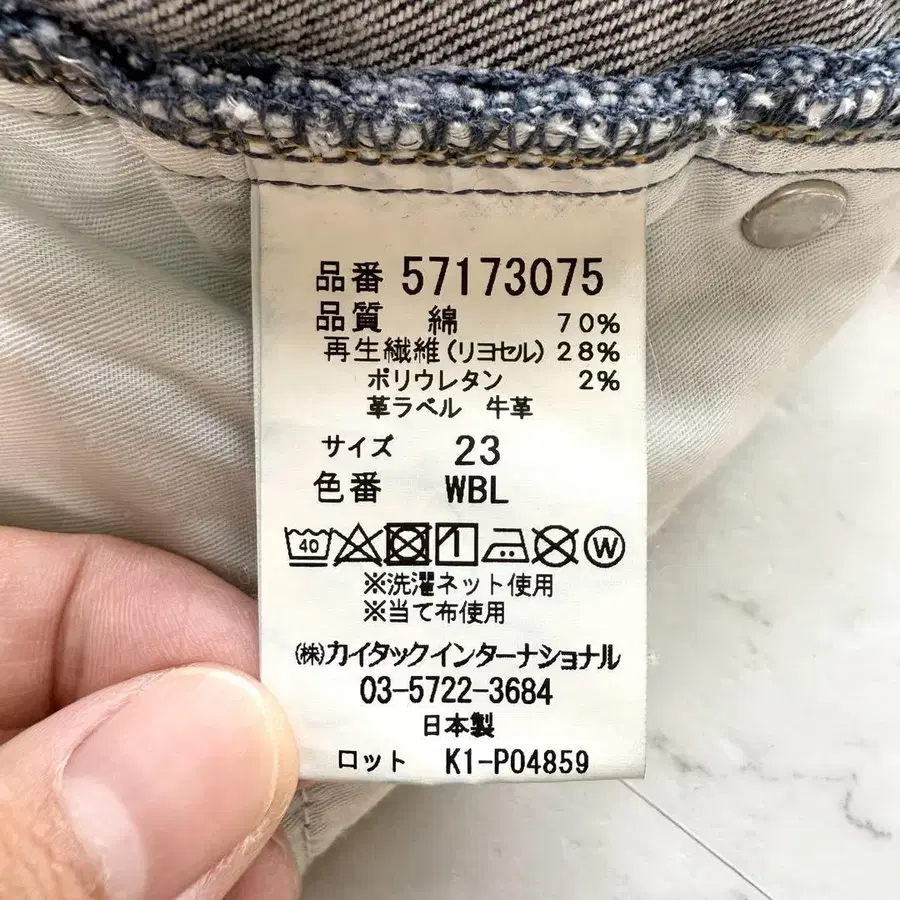 品番 57173075
品質 綿 70%
再生繊維(リヨセル) 28%
ポリウレタン 2%
革ラベル 牛革
サイズ 23
色番 WBL
40 W
※洗濯ネット使用
※当て布使用
㈱カイタックインターナショナル
03-5722-3684
日本製
ロット K1-P04859